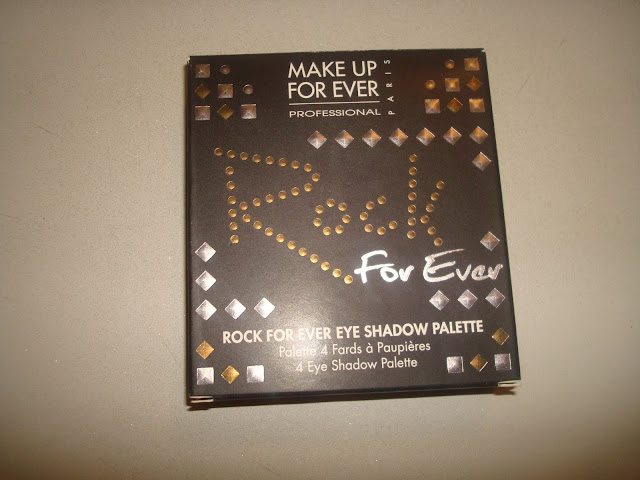 MAKE UP
FOR EVER
PROFESSIONAL
PARIS
Rock
For Ever
ROCK FOR EVER EYE SHADOW PALETTE
Palette 4 Fards à Paupières
4 Eye Shadow Palette